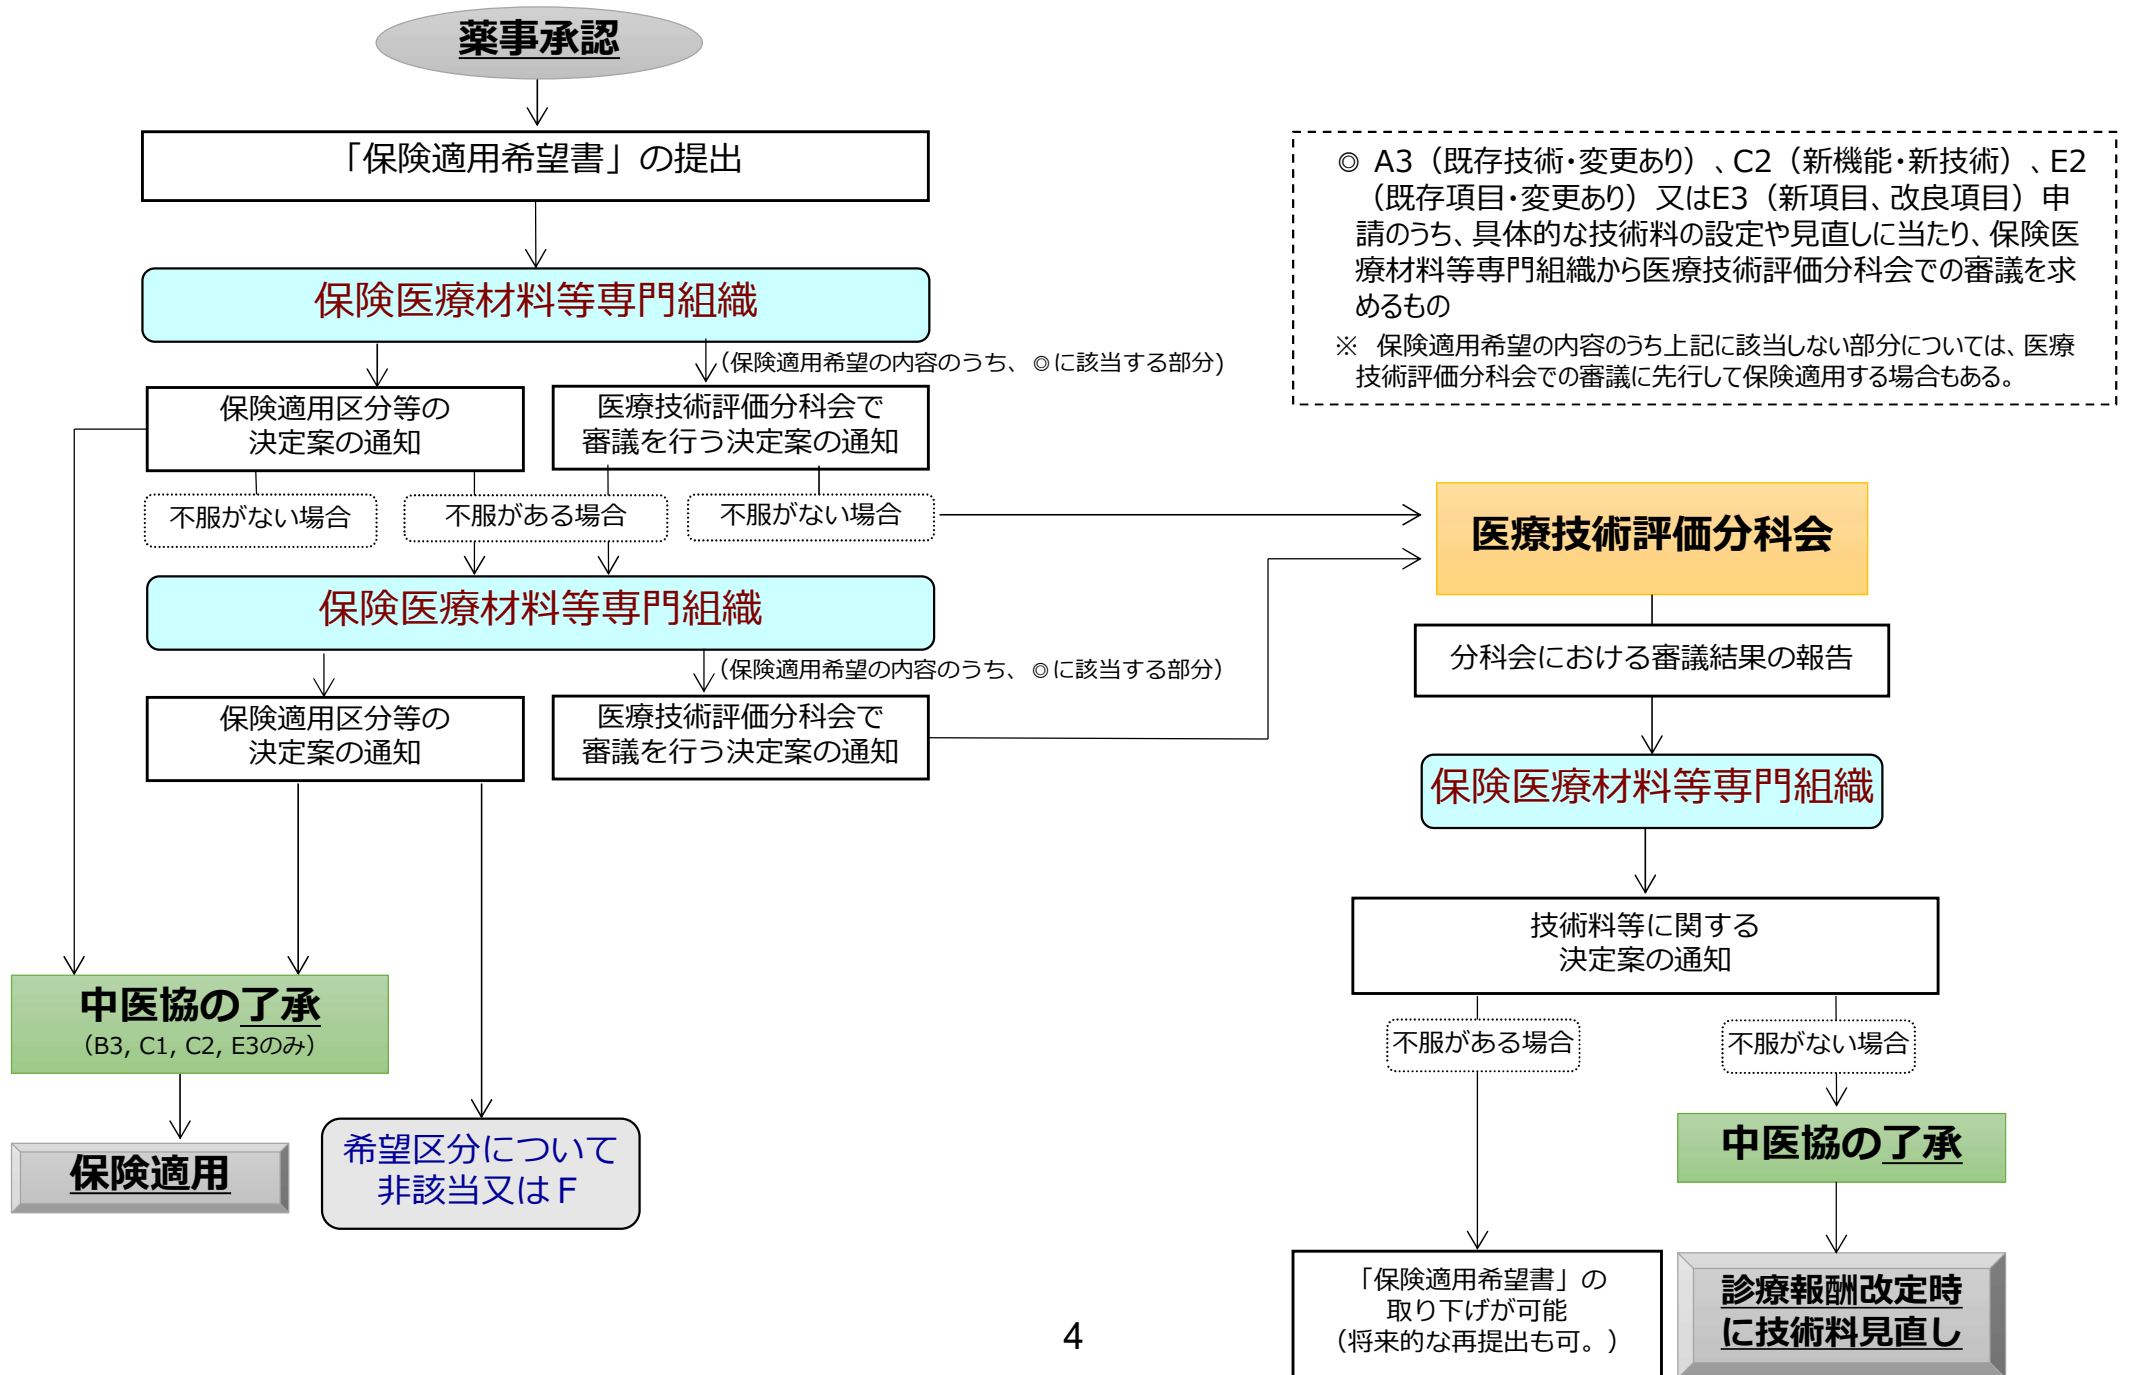 薬事承認
「保険適用希望書」の提出
保険医療材料等専門組織
（保険適用希望の内容のうち、◎に該当する部分）
保険適用区分等の
決定案の通知
医療技術評価分科会で
審議を行う決定案の通知
不服がない場合
不服がある場合
不服がない場合
保険医療材料等専門組織
（保険適用希望の内容のうち、◎に該当する部分）
保険適用区分等の
決定案の通知
医療技術評価分科会で
審議を行う決定案の通知
中医協の了承
（B3, C1, C2, E3のみ）
保険適用
希望区分について
非該当又はF
◎ A3（既存技術・変更あり）、C2（新機能・新技術）、E2
（既存項目・変更あり）又はE3（新項目、改良項目）申
請のうち、具体的な技術料の設定や見直しに当たり、保険医
療材料等専門組織から医療技術評価分科会での審議を求
めるもの
※ 保険適用希望の内容のうち上記に該当しない部分については、医療
技術評価分科会での審議に先行して保険適用する場合もある。
医療技術評価分科会
分科会における審議結果の報告
保険医療材料等専門組織
技術料等に関する
決定案の通知
不服がある場合
不服がない場合
中医協の了承
「保険適用希望書」の
取り下げが可能
（将来的な再提出も可。）
診療報酬改定時
に技術料見直し
4